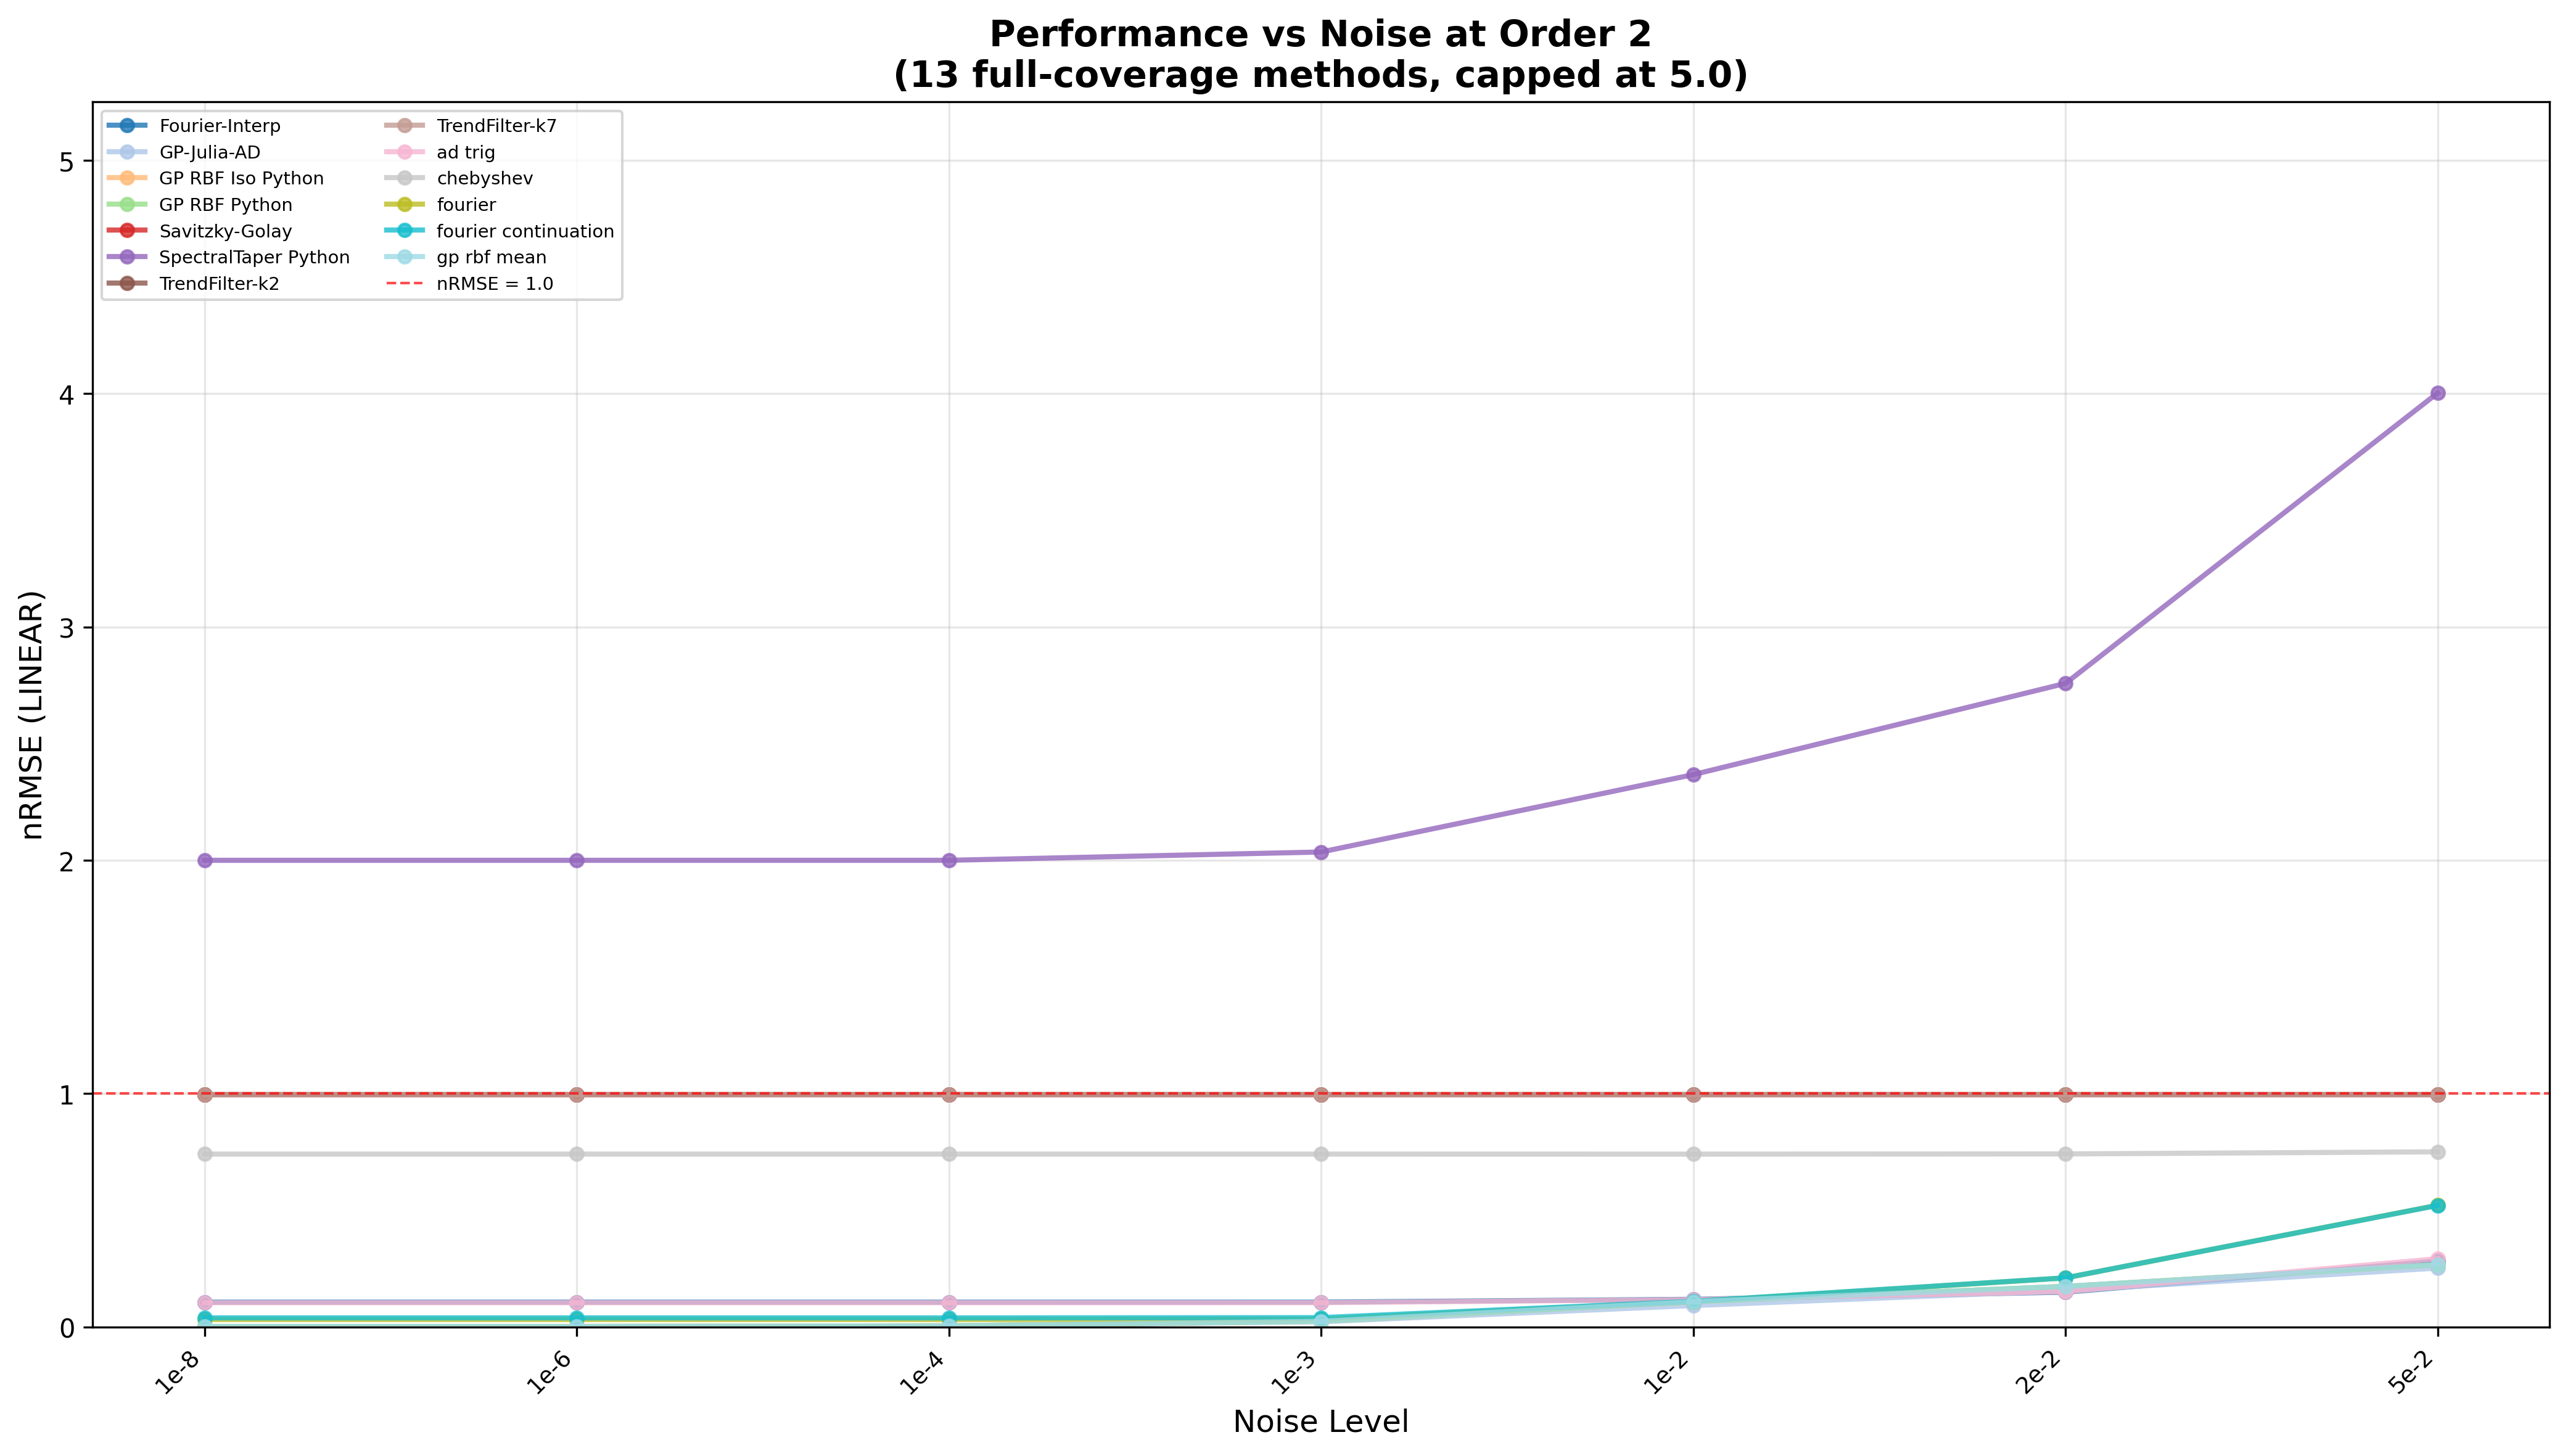 Performance vs Noise at Order 2
(13 full-coverage methods, capped at 5.0)
Fourier-Interp
GP-Julia-AD
GP RBF Iso Python
GP RBF Python
Savitzky-Golay
SpectralTaper Python
TrendFilter-k2
TrendFilter-k7
ad trig
chebyshev
fourier
fourier continuation
gp rbf mean
nRMSE = 1.0
nRMSE (LINEAR)
5
4
3
2
1
0
1e-8
1e-6
1e-4
1e-3
1e-2
2e-2
5e-2
Noise Level